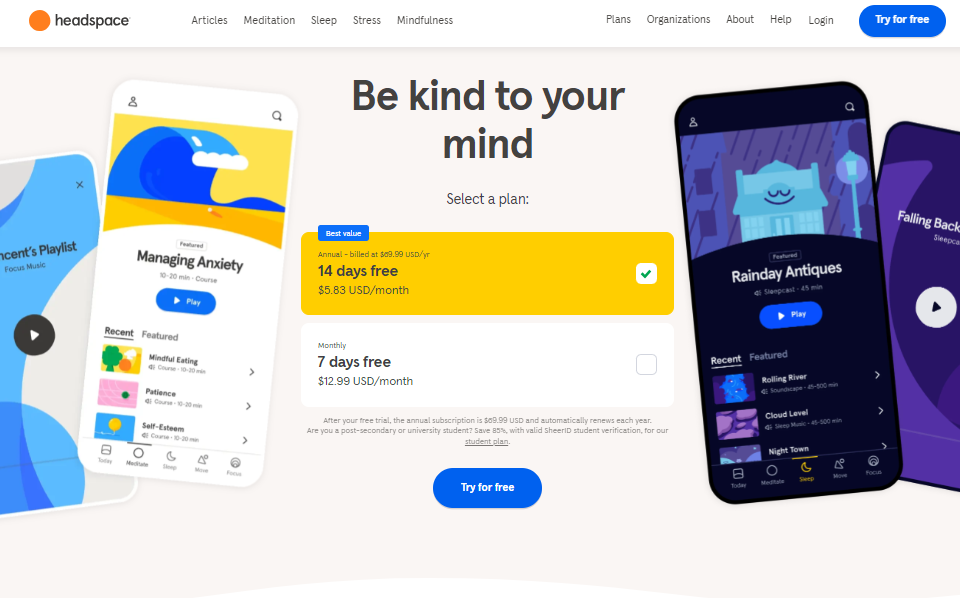 headspace
Articles Meditation Sleep Stress Mindfulness
Plans Organizations About Help Login Try for free
Be kind to your
mind
Select a plan:
Best value
Annual - billed at $69.99 USD/yr
14 days free
$5.83 USD/month
Monthly
7 days free
$12.99 USD/month
After your free trial, the annual subscription is $69.99 USD and automatically renews each year.
Are you a post-secondary or university student? Save 85%, with valid SheerID student verification, for our
student plan.
Try for free
ncent's Playlist
Focus Music
Featured
Managing Anxiety
10-20 min · Course
Play
Recent Featured
Mindful Eating
Course · 10-20 min
Patience
Course · 10-20 min
Self-Esteem
Course · 10-20 min
Today Meditate Sleep Move Focus
Featured
Rainday Antiques
Sleepcast · 45 min
Play
Recent Featured
Rolling River
Soundscape · 45-500 min
Cloud Level
Sleep Music · 45-500 min
Night Town
Today Meditate Sleep Move Focus
Falling Back
Sleepca